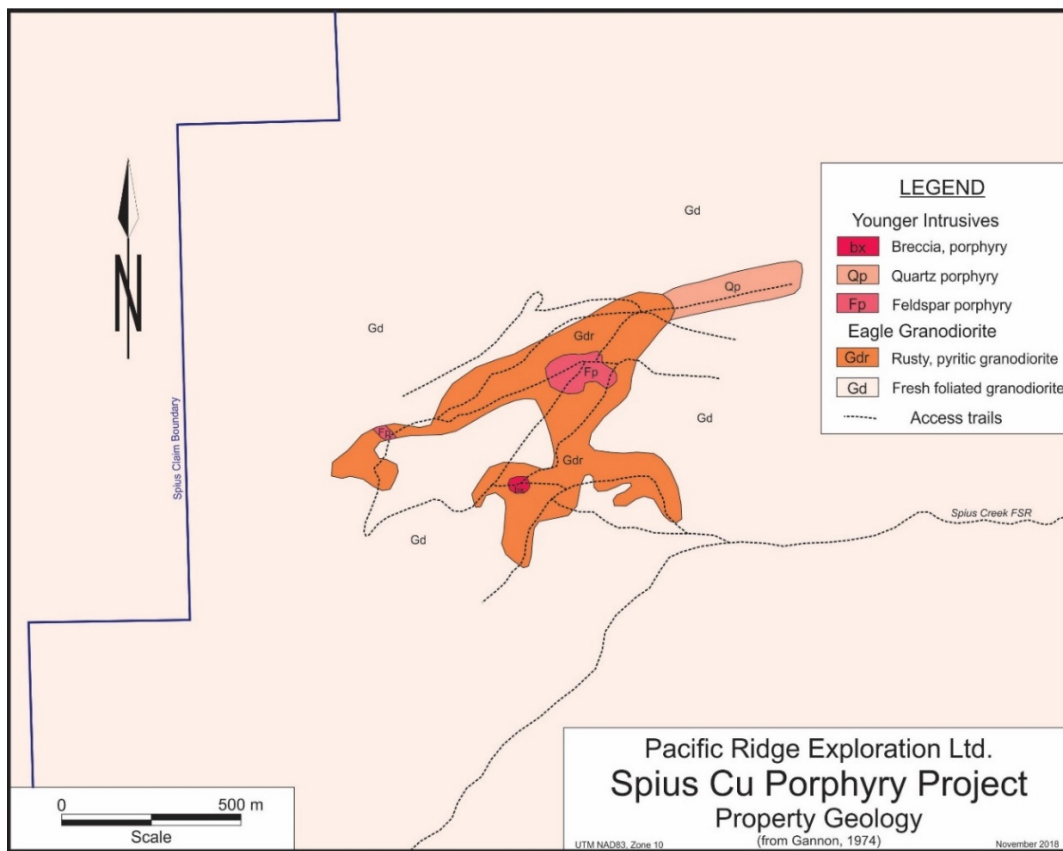 Gd
LEGEND
Younger Intrusives
bx Breccia, porphyry
Qp Quartz porphyry
Fp Feldspar porphyry
Eagle Granodiorite
Gdr Rusty, pyritic granodiorite
Gd Fresh foliated granodiorite
Access trails
N
Qp
Gd
Gdr
Fp
Gd
Fp
Gdr
bx
Gd
Spius Claim Boundary
Spius Creek FSR
0 500 m
Scale
Pacific Ridge Exploration Ltd.
Spius Cu Porphyry Project
Property Geology
(from Gannon, 1974)
UTM NAD83, Zone 10
November 2018